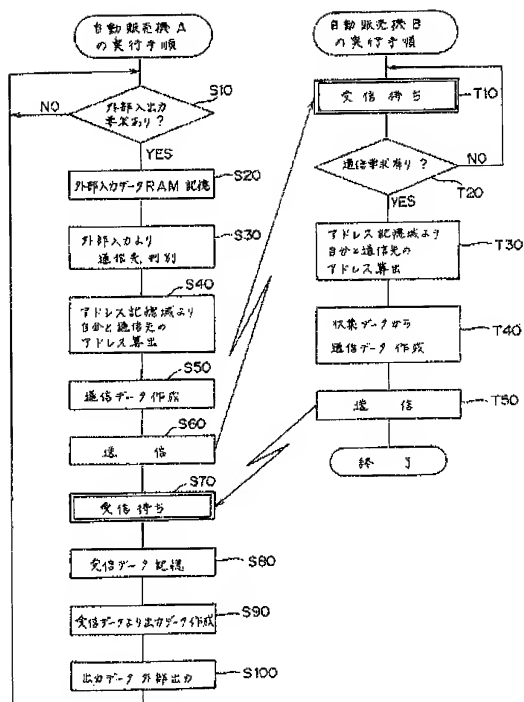 自動販売機A
の実行手順
S10
外部入出力
要求あり?
NO
YES
外部入力データRAM記憶
S20
外部入力より
通信先判別
S30
S40
アドレス記憶域より
自分と通信先の
アドレス算出
S50
通信データ作成
S60
送信
S70
受信待ち
受信データ記憶
S80
受信データより出力データ作成
S90
出力データ外部出力
S100
自動販売機B
の実行手順
受信待ち
T10
通信要求有り?
NO
T20
YES
アドレス記憶域より
自分と通信先の
アドレス算出
T30
収集データから
通信データ作成
T40
送信
T50
終了